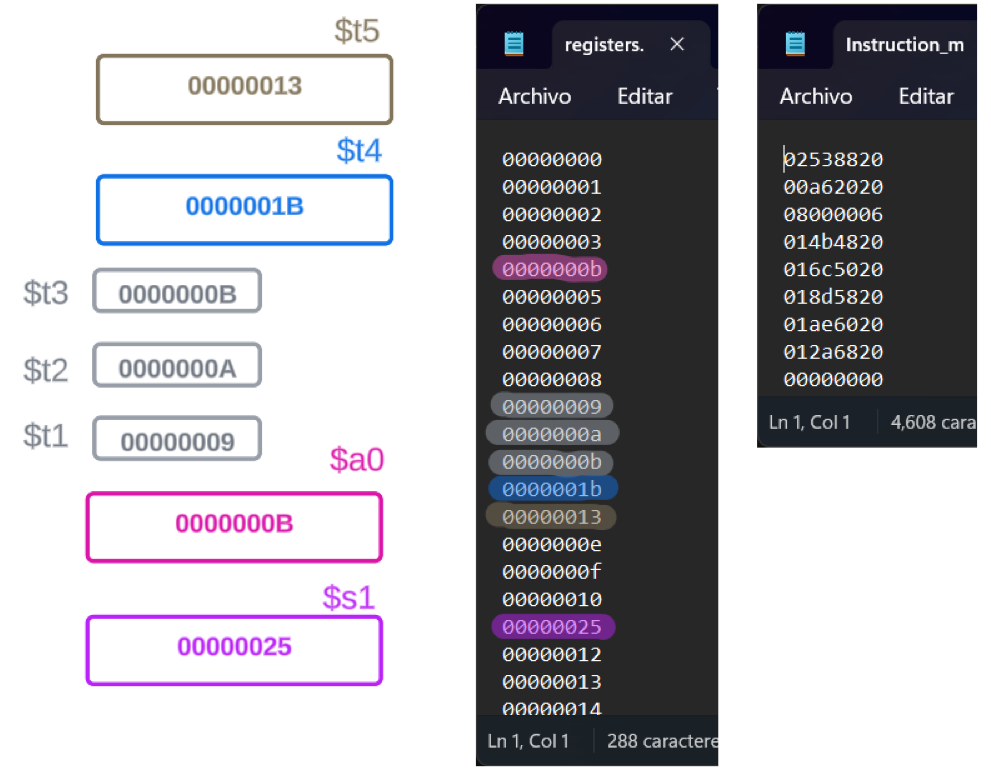 $t5
00000013
$t4
0000001B
$t3
0000000B
$t2
0000000A
$t1
00000009
$a0
0000000B
$s1
00000025
registers.
Archivo Editar
00000000
00000001
00000002
00000003
0000000b
00000005
00000006
00000007
00000008
00000009
0000000a
0000000b
0000001b
00000013
0000000e
0000000f
00000010
00000025
00000012
00000013
00000014
Ln 1, Col 1 288 caractere
Instruction_m
Archivo Editar
02538820
00a62020
08000006
014b4820
016c5020
018d5820
01ae6020
012a6820
00000000
Ln 1, Col 1 4,608 cara